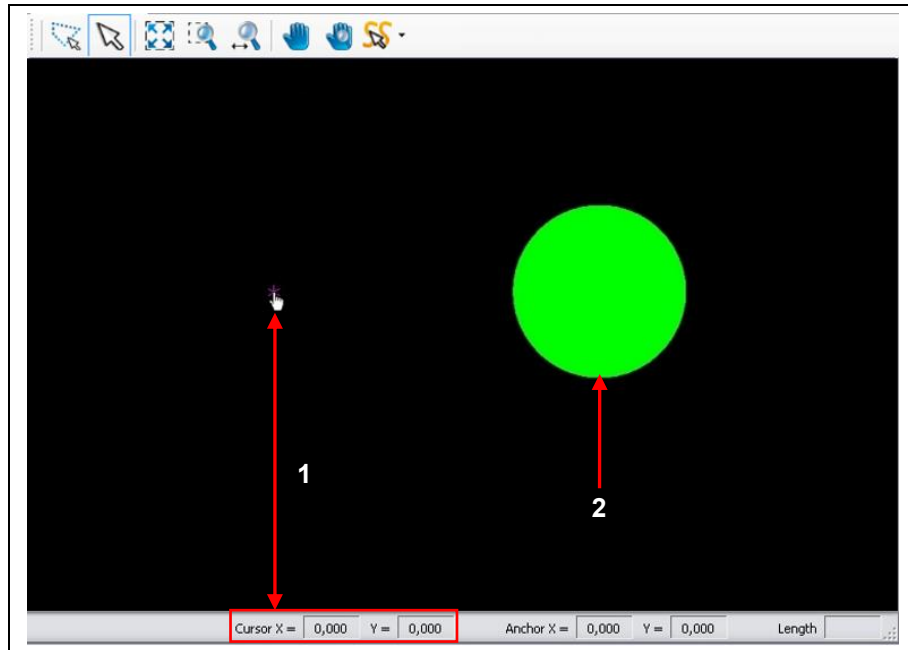 1
2
Cursor X = 0,000 Y = 0,000 Anchor X = 0,000 Y = 0,000 Length